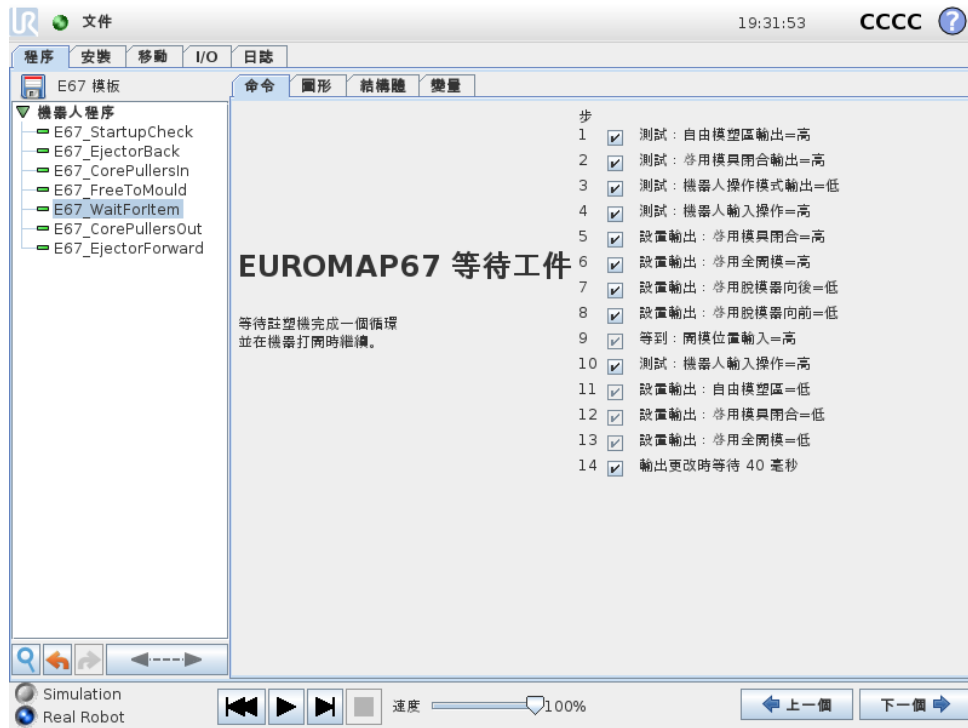 UR 文件 19:31:53 CCCC ?
程序 安裝 移動 I/O 日誌
E67 模板
命令 圖形 結構體 變量
機器人程序
E67_StartupCheck
E67_EjectorBack
E67_CorePullersIn
E67_FreeToMould
E67_WaitForItem
E67_CorePullersOut
E67_EjectorForward
EUROMAP67 等待工件
等待註塑機完成一個循環
並在機器打開時繼續。
步
1 測試：自由模塑區輸出=高
2 測試：啓用模具閉合輸出=高
3 測試：機器人操作模式輸出=低
4 測試：機器人輸入操作=高
5 設置輸出：啓用模具閉合=高
6 設置輸出：啓用全開模=高
7 設置輸出：啓用脫模器向後=低
8 設置輸出：啓用脫模器向前=低
9 等到：開模位置輸入=高
10 測試：機器人輸入操作=高
11 設置輸出：自由模塑區=低
12 設置輸出：啓用模具閉合=低
13 設置輸出：啓用全開模=低
14 輸出更改時等待 40 毫秒
Simulation
Real Robot
速度 100%
上一個 下一個